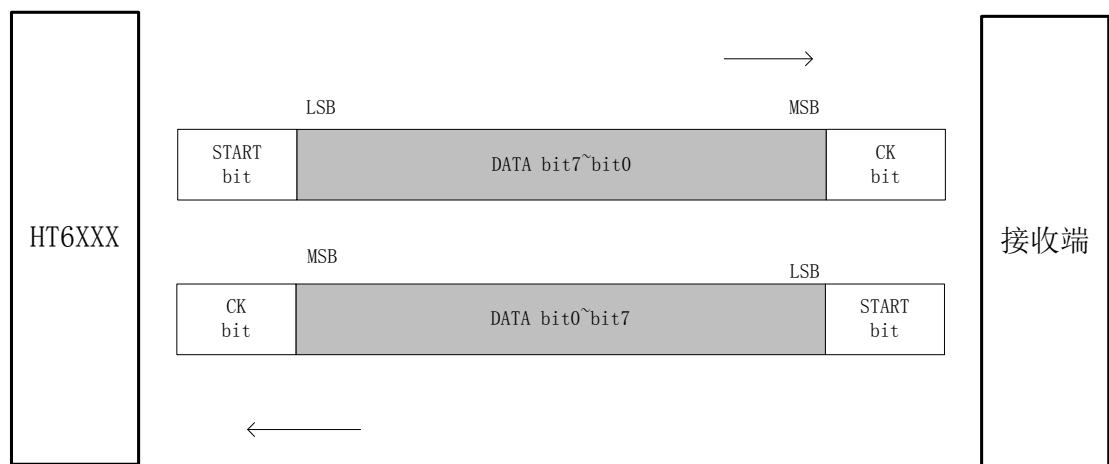 LSB
MSB
START
bit
DATA bit7~bit0
CK
bit
HT6XXX
接收端
MSB
LSB
CK
bit
DATA bit0~bit7
START
bit